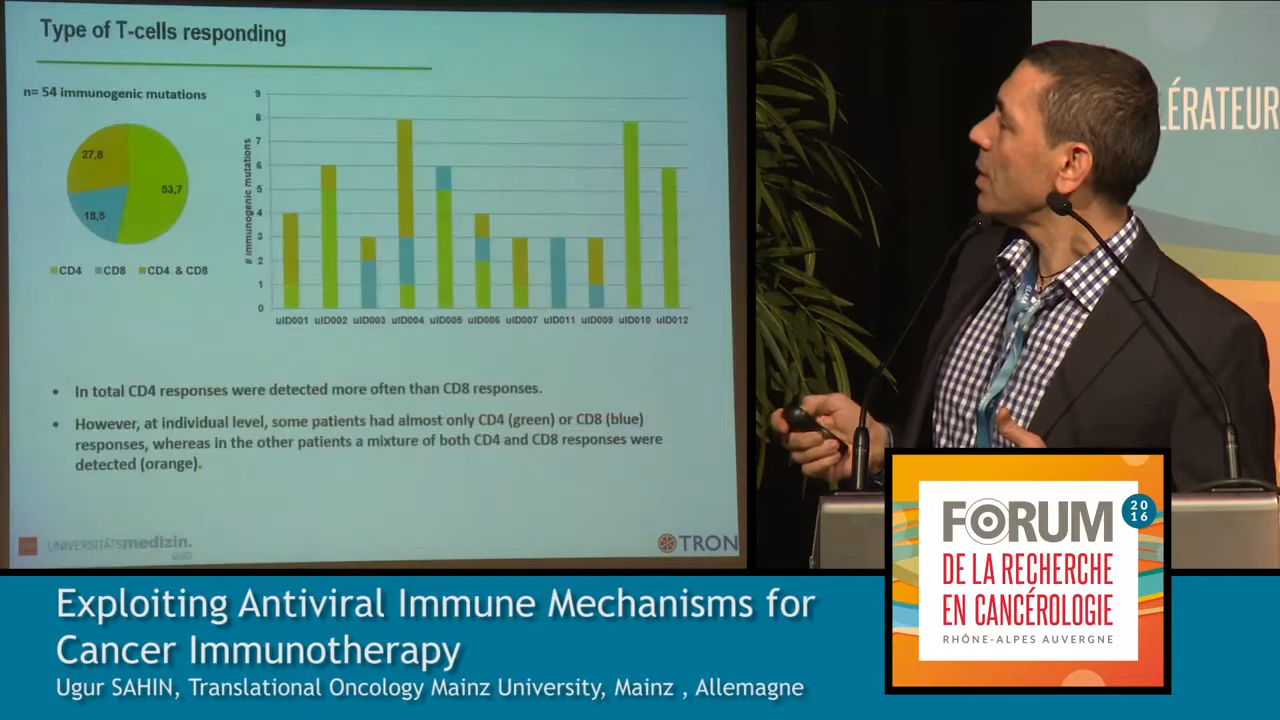 Type of T-cells responding
n= 54 immunogenic mutations
27,8
53,7
18,5
CD4 CD8 CD4 & CD8
# immunogenic mutations
9
8
7
6
5
4
3
2
1
0
uID001 uID002 uID003 uID004 uID005 uID006 uID007 uID011 uID009 uID010 uID012
• In total CD4 responses were detected more often than CD8 responses.
• However, at individual level, some patients had almost only CD4 (green) or CD8 (blue)
responses, whereas in the other patients a mixture of both CD4 and CD8 responses were
detected (orange).
UNIVERSITÄTSmedizin.
TRON
LÉRATEUR
FORUM
20
16
DE LA RECHERCHE
EN CANCÉROLOGIE
RHÔNE-ALPES AUVERGNE
Exploiting Antiviral Immune Mechanisms for
Cancer Immunotherapy
Ugur SAHIN, Translational Oncology Mainz University, Mainz , Allemagne